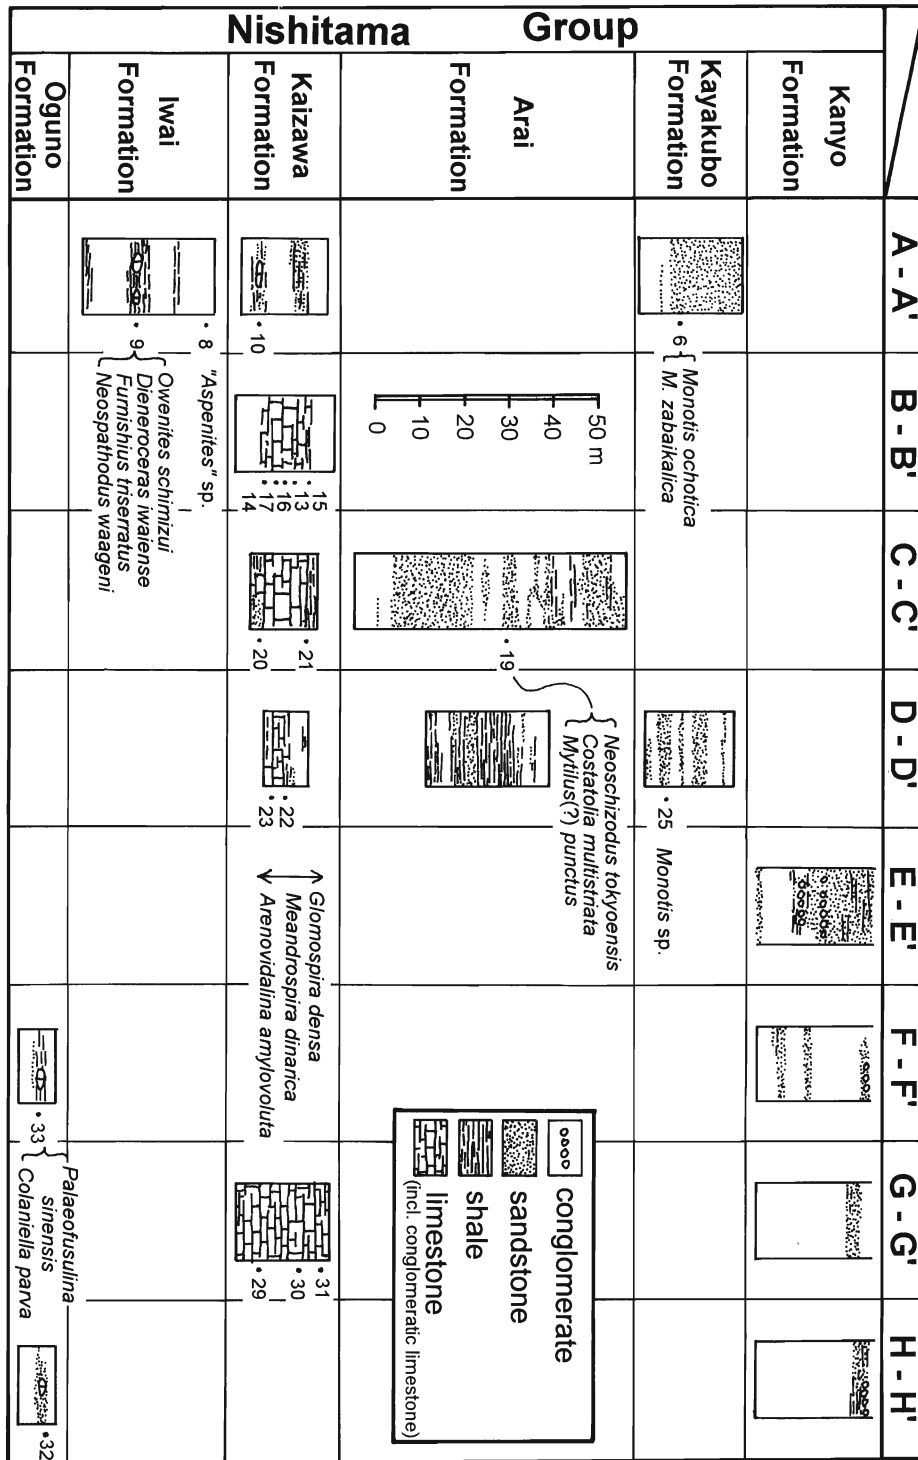 A - A'
B - B'
C - C'
D - D'
E - E'
F - F'
G - G'
H - H'
Nishitama Group
Kanyo
Formation
Kayakubo
Formation
6
Monotis ochotica
M. zabaikalica
25
Monotis sp.
Arai
Formation
50 m
40
30
20
10
0
19
Neoschizodus tokyoensis
Costatolia multistriata
Mytilus(?) punctus
Kaizawa
Formation
10
15
13
16
17
14
21
20
22
23
Glomospira densa
Meandrospira dinarica
Arenovidalina amylovoluta
31
30
29
Iwai
Formation
8
"Aspenites" sp.
9
Owenites schimizui
Dieneroceras iwaiense
Furnishius triserratus
Neospathodus waageni
Oguno
Formation
33
Palaeofusulina
sinensis
Colaniella parva
32
conglomerate
sandstone
shale
limestone
(incl. conglomeratic limestone)